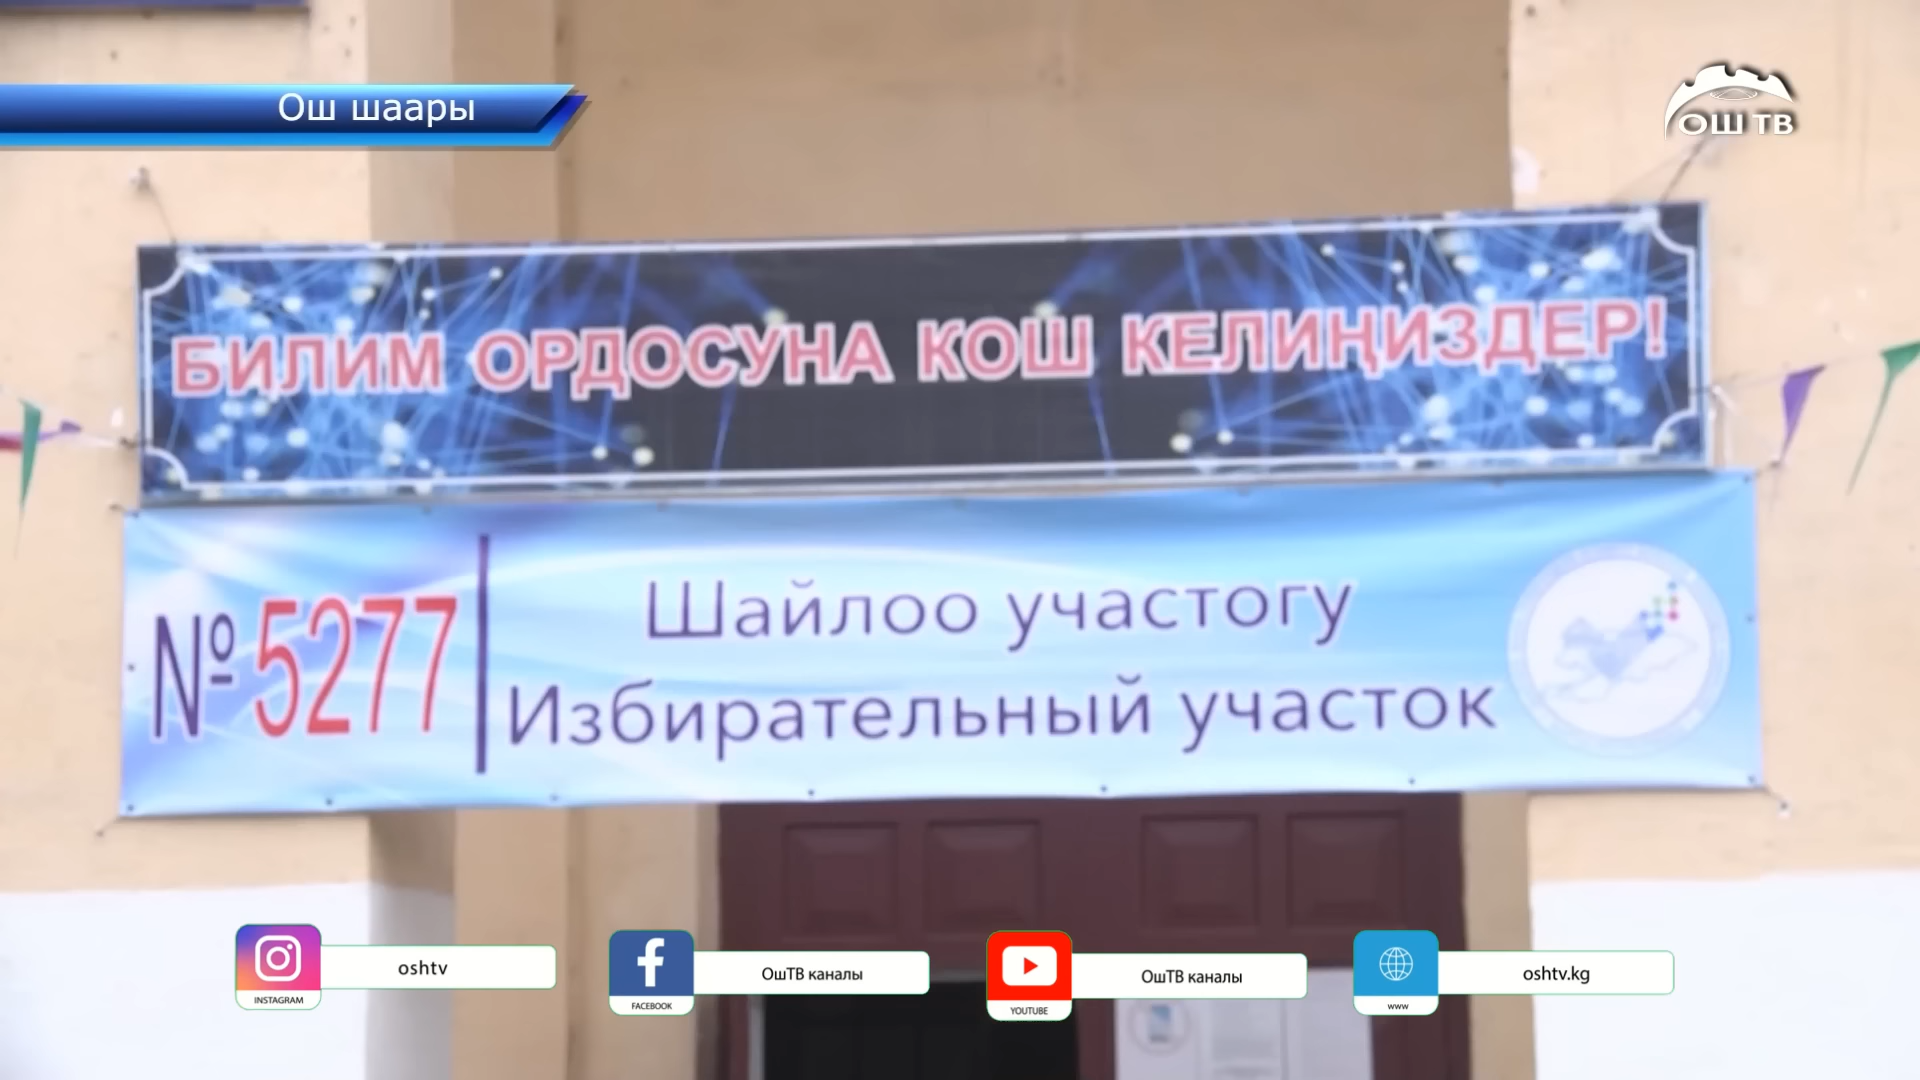 Ош шаары
ОШ ТВ
БИЛИМ ОРДОСУНА КОШ КЕЛИҢИЗДЕР!
№ 5277
Шайлоо участогу
Избирательный участок
oshtv
INSTAGRAM
ОшТВ каналы
FACEBOOK
ОшТВ каналы
YOUTUBE
oshtv.kg
www